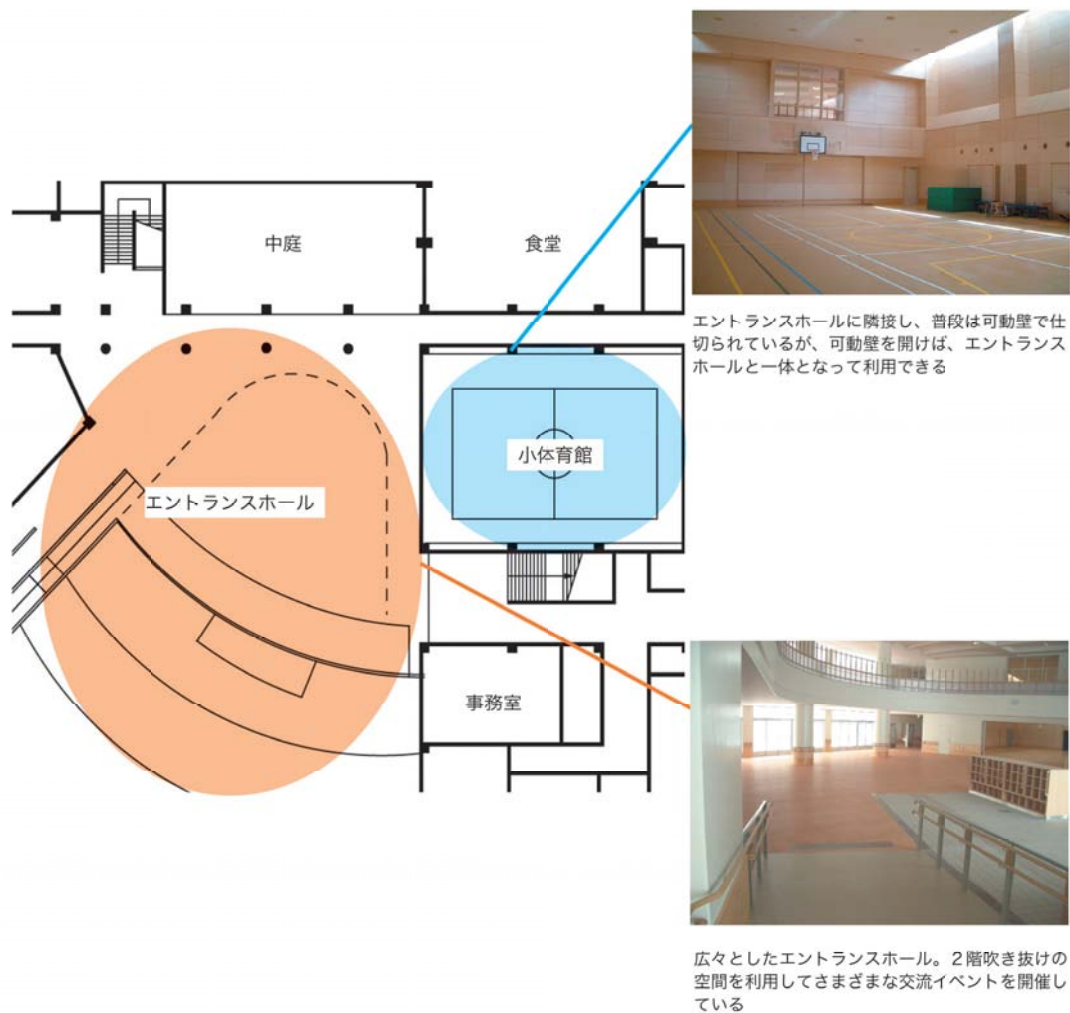 エントランスホールに隣接し、普段は可動壁で仕
切られているが、可動壁を開けば、エントランス
ホールと一体となって利用できる
中庭
食堂
小体育館
エントランスホール
事務室
広々としたエントランスホール。2階吹き抜けの
空間を利用してさまざまな交流イベントを開催し
ている